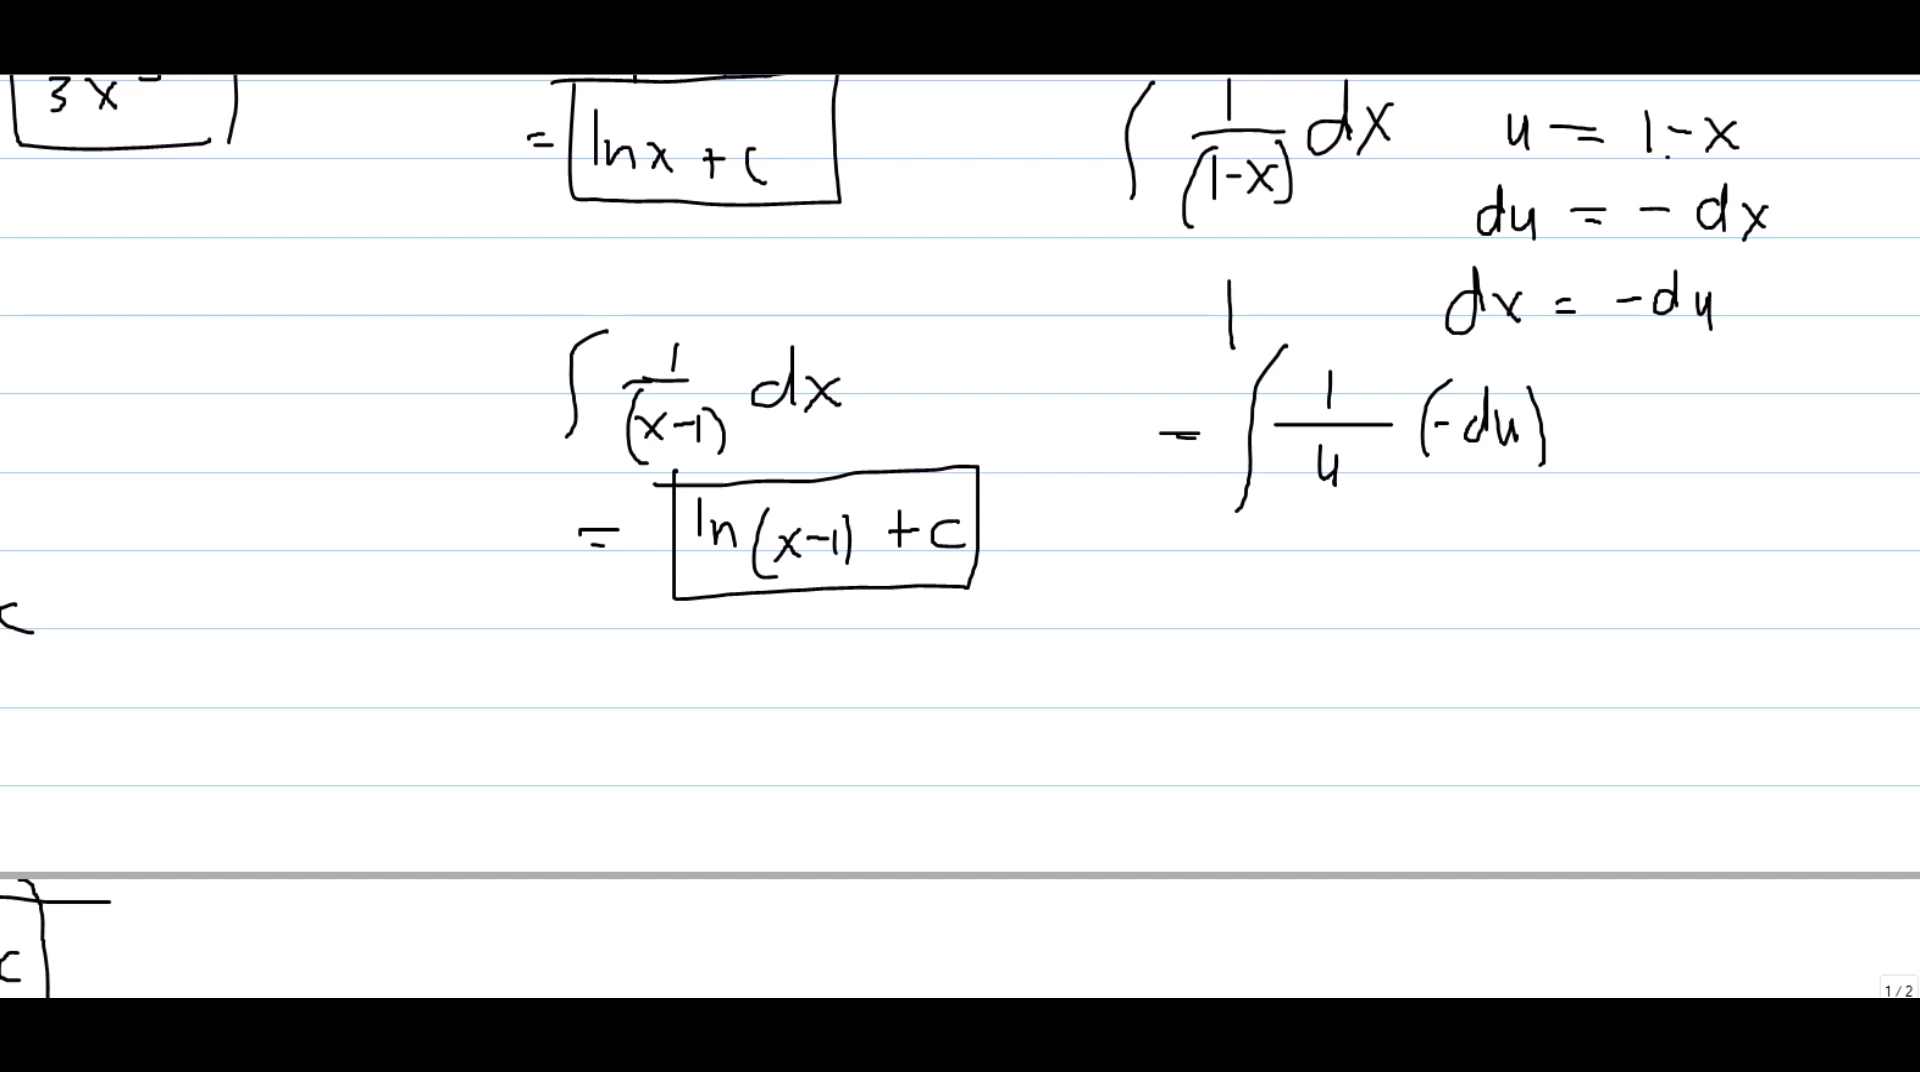 3x
= ln x + c
∫ 1/(x-1) dx
= ln(x-1) + c
∫ 1/(1-x) dx
u = 1-x
du = - dx
dx = -du
= ∫ 1/u (-du)
c
c
1 / 2